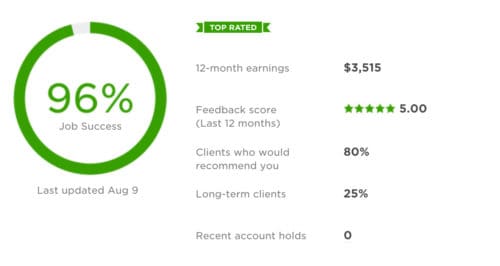 96%
Job Success
Last updated Aug 9
TOP RATED
12-month earnings $3,515
Feedback score
(Last 12 months) 5.00
Clients who would
recommend you 80%
Long-term clients 25%
Recent account holds 0